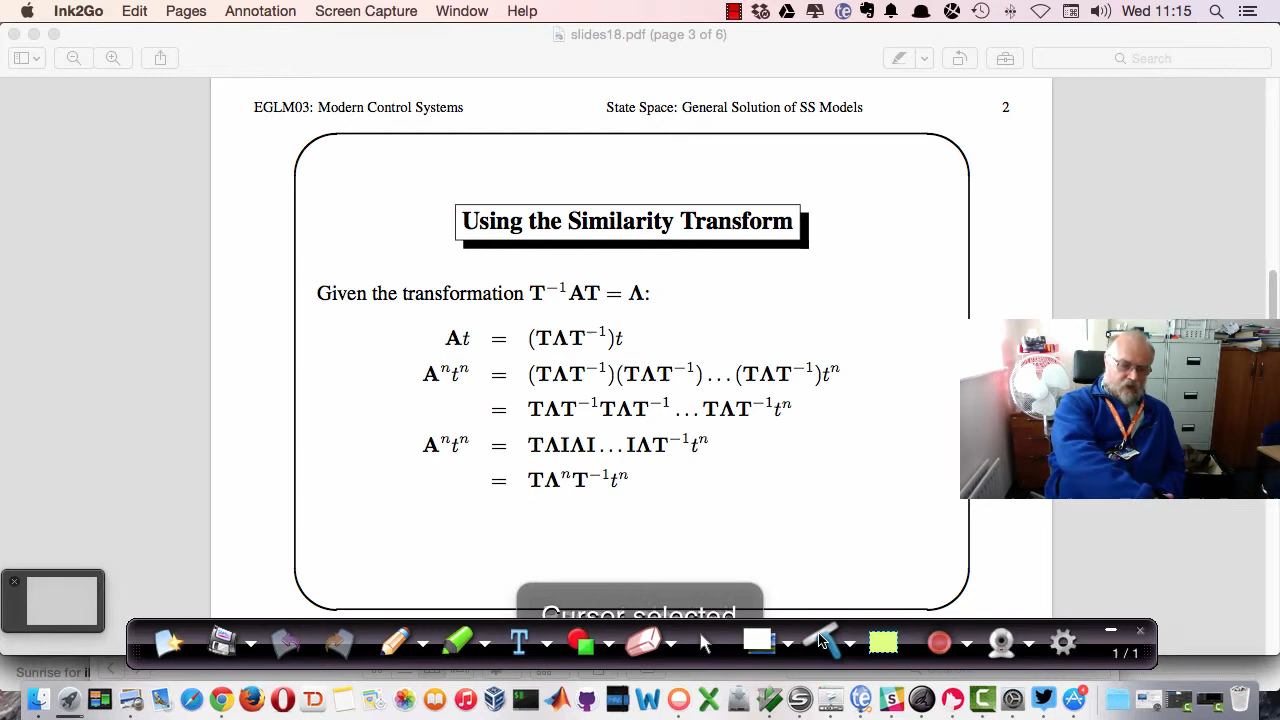 Ink2Go Edit Pages Annotation Screen Capture Window Help Wed 11:15
slides18.pdf (page 3 of 6)
Search
EGLM03: Modern Control Systems State Space: General Solution of SS Models 2
Using the Similarity Transform
Given the transformation T⁻¹AT = Λ:
At = (TΛT⁻¹)t
Aⁿtⁿ = (TΛT⁻¹)(TΛT⁻¹)...(TΛT⁻¹)tⁿ
= TΛT⁻¹TΛT⁻¹...TΛT⁻¹tⁿ
Aⁿtⁿ = TΛIΛI...IΛT⁻¹tⁿ
= TΛⁿT⁻¹tⁿ
Cursor selected
T
1 / 1
Sunrise for i